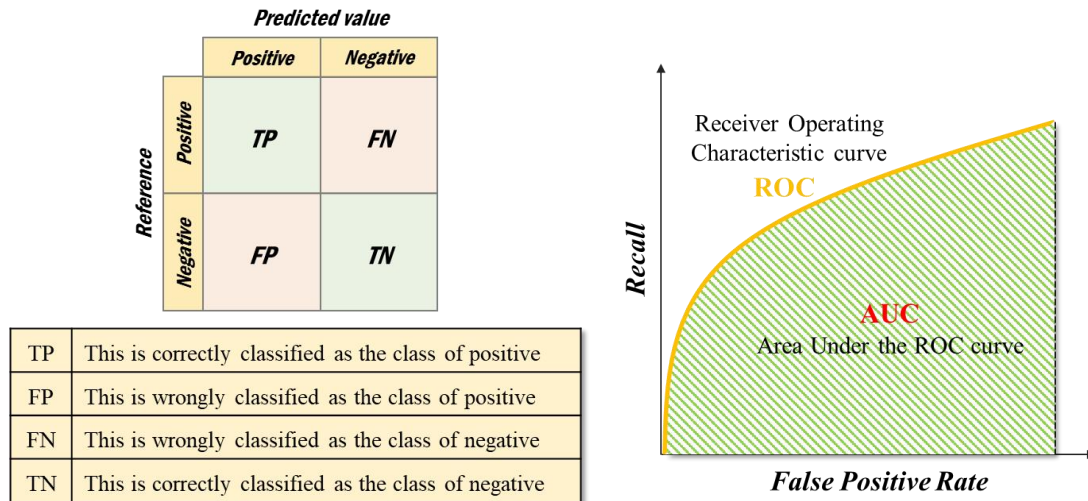 Predicted value
Positive Negative
Reference
Positive
TP FN
Negative
FP TN
TP This is correctly classified as the class of positive
FP This is wrongly classified as the class of positive
FN This is wrongly classified as the class of negative
TN This is correctly classified as the class of negative
Receiver Operating
Characteristic curve
ROC
Recall
AUC
Area Under the ROC curve
False Positive Rate